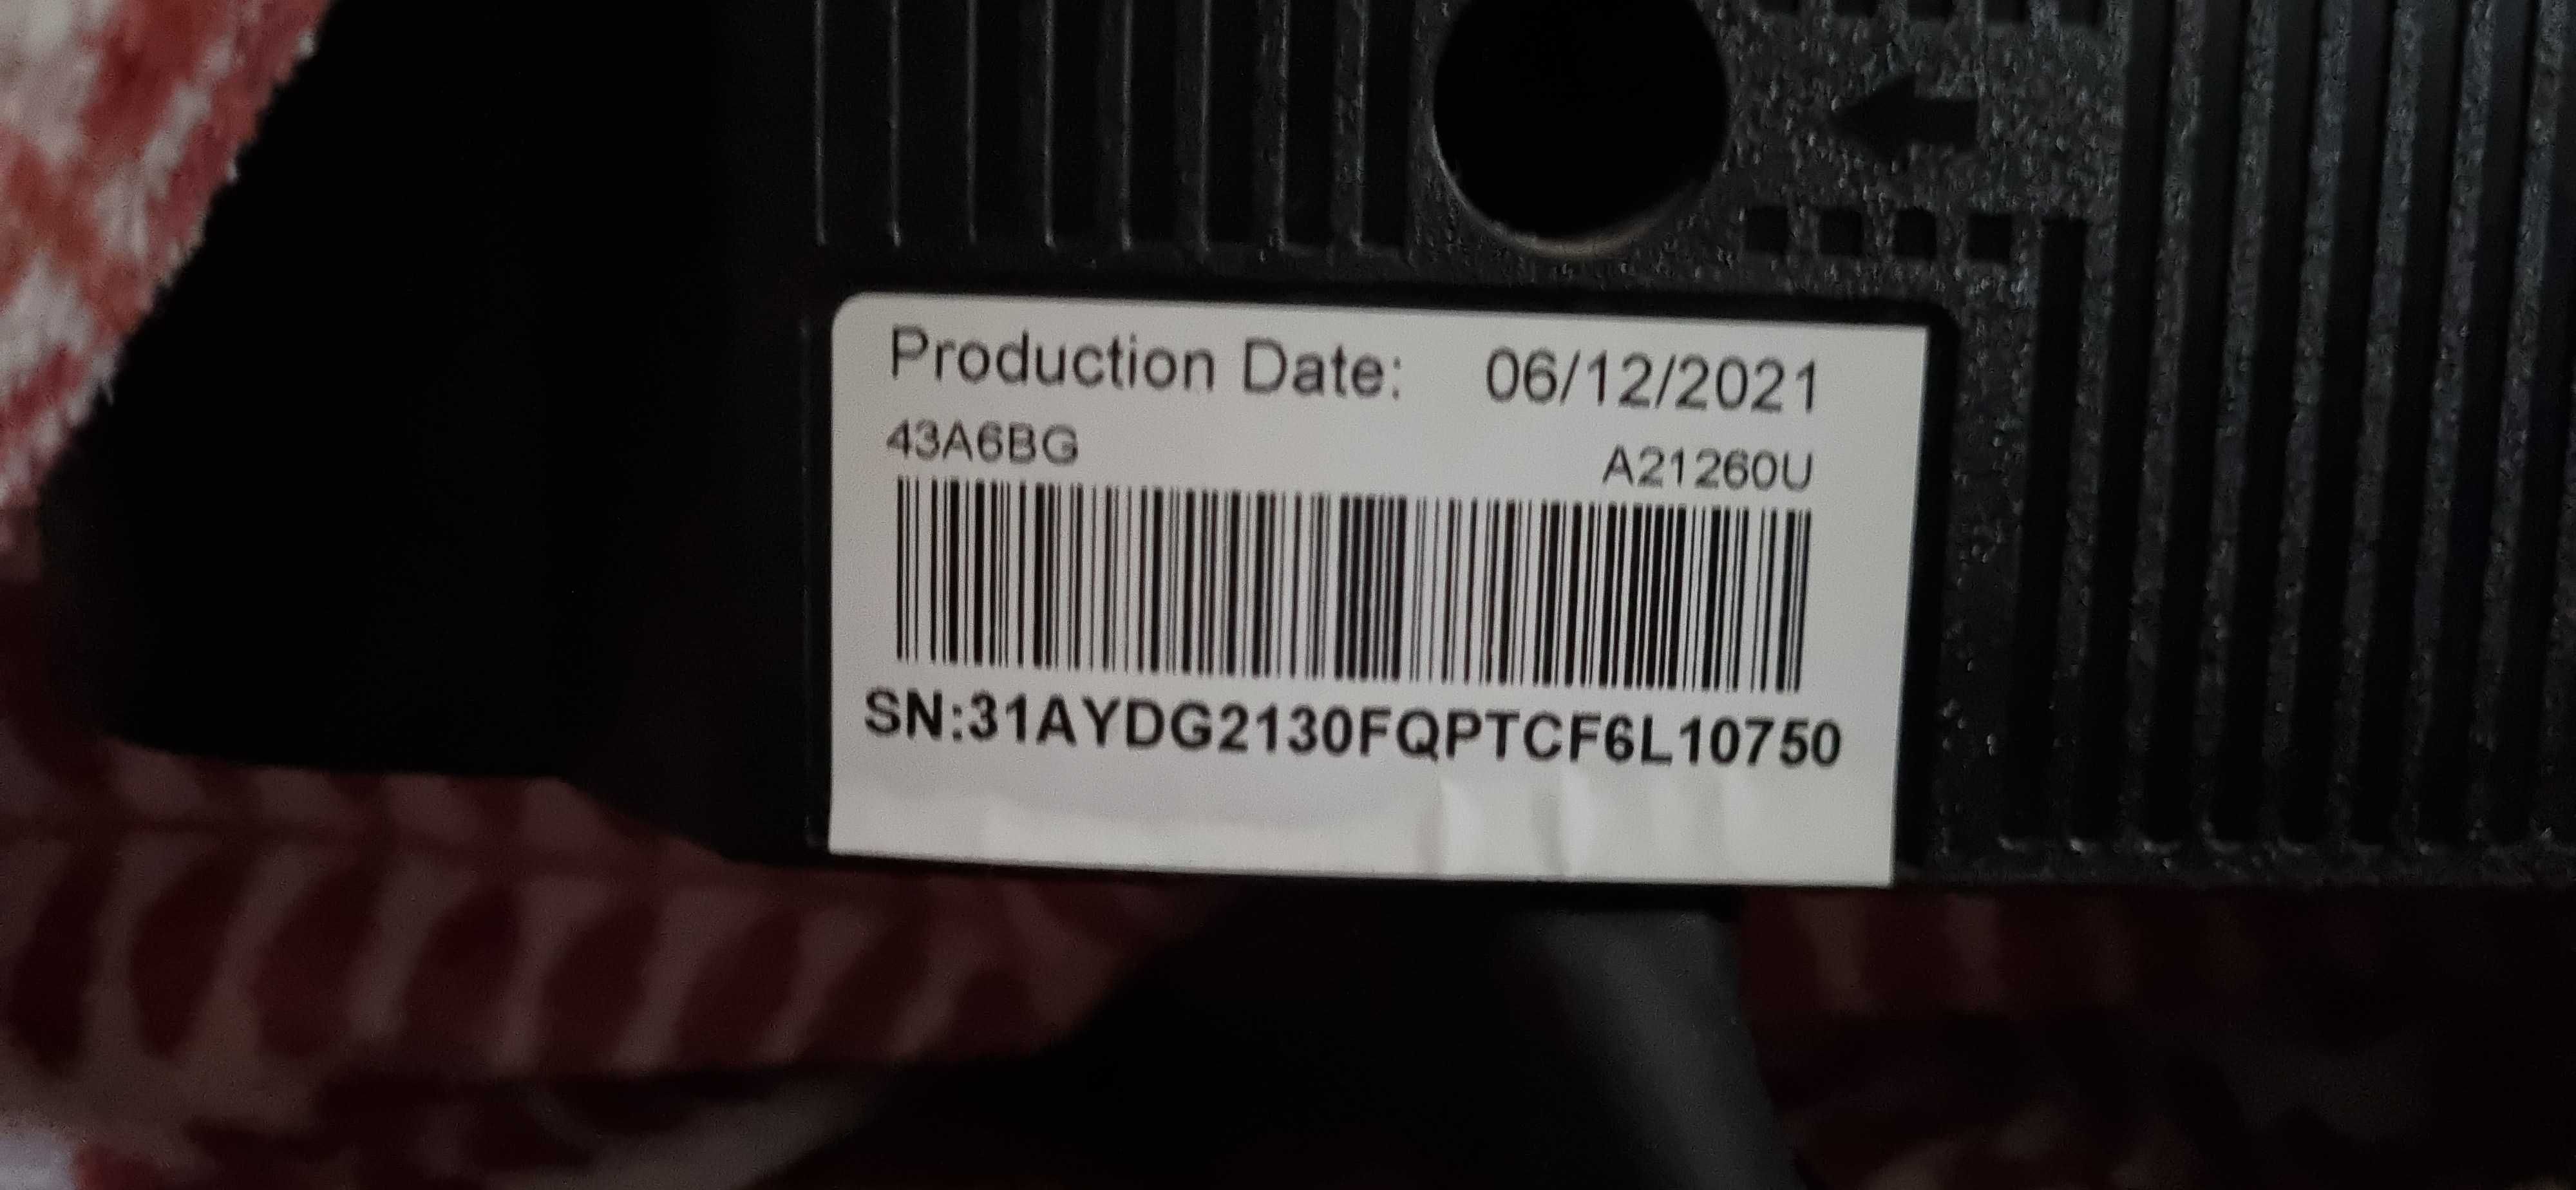 Production Date: 06/12/2021
43A6BG A21260U
SN:31AYDG2130FQPTCF6L10750